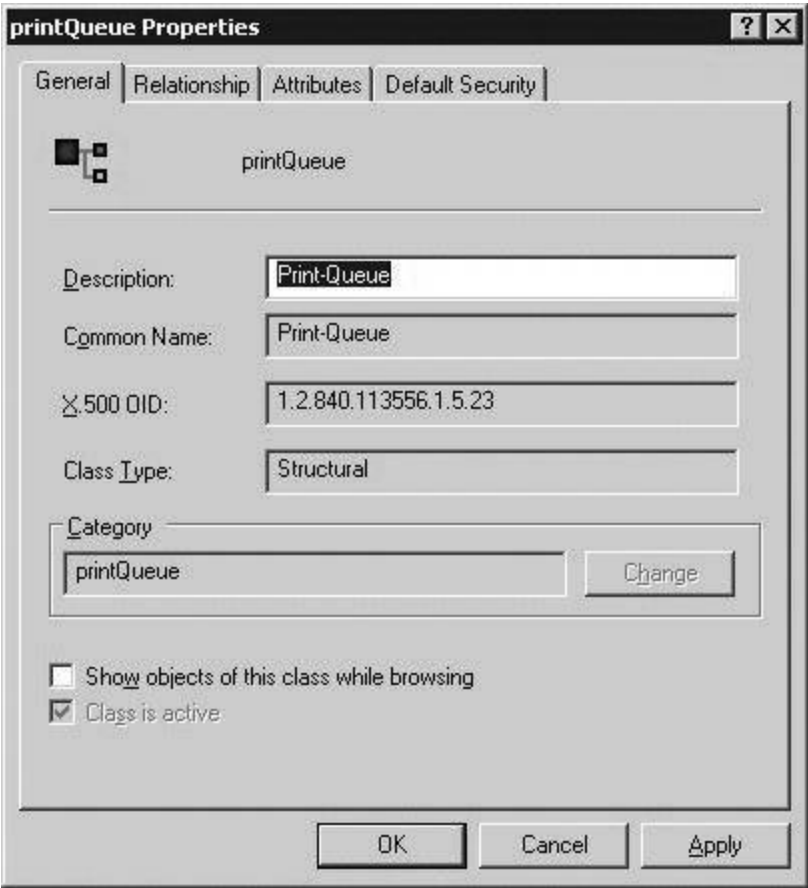 printQueue Properties
General Relationship Attributes Default Security
printQueue
Description: Print-Queue
Common Name: Print-Queue
X.500 OID: 1.2.840.113556.1.5.23
Class Type: Structural
Category
printQueue Change
Show objects of this class while browsing
Class is active
OK Cancel Apply